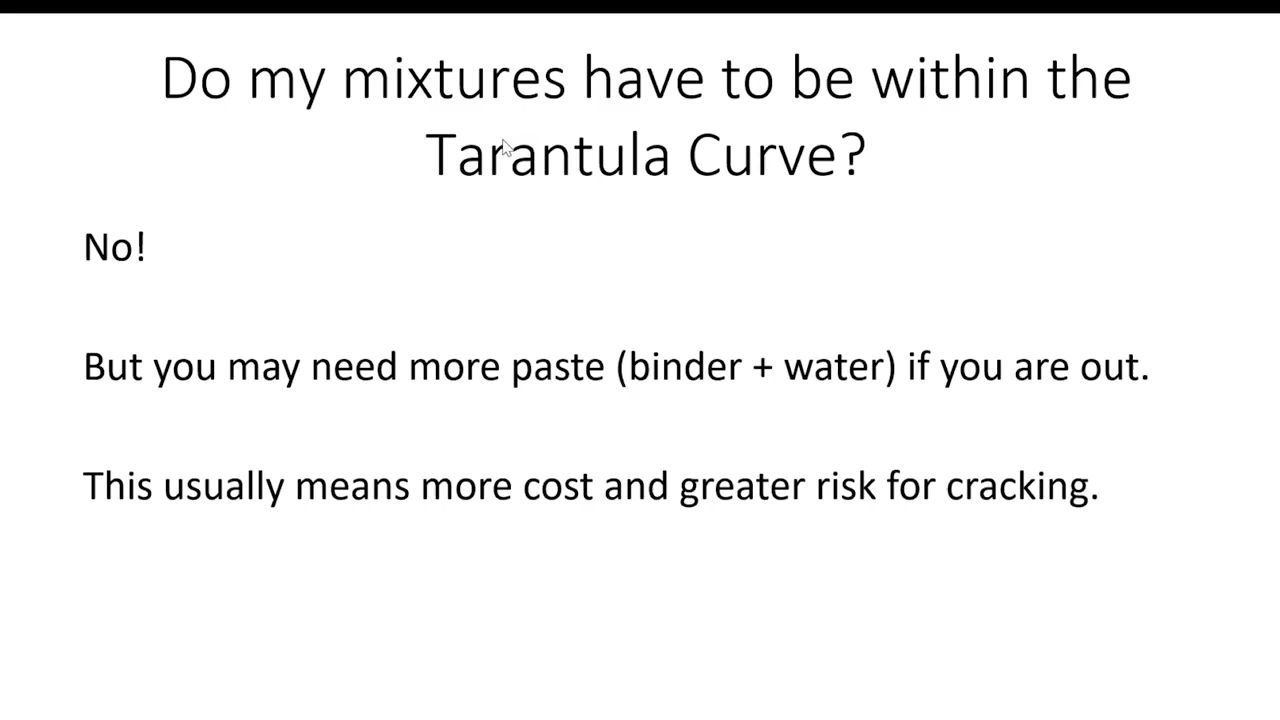 Do my mixtures have to be within the
Tarantula Curve?
No!
But you may need more paste (binder + water) if you are out.
This usually means more cost and greater risk for cracking.